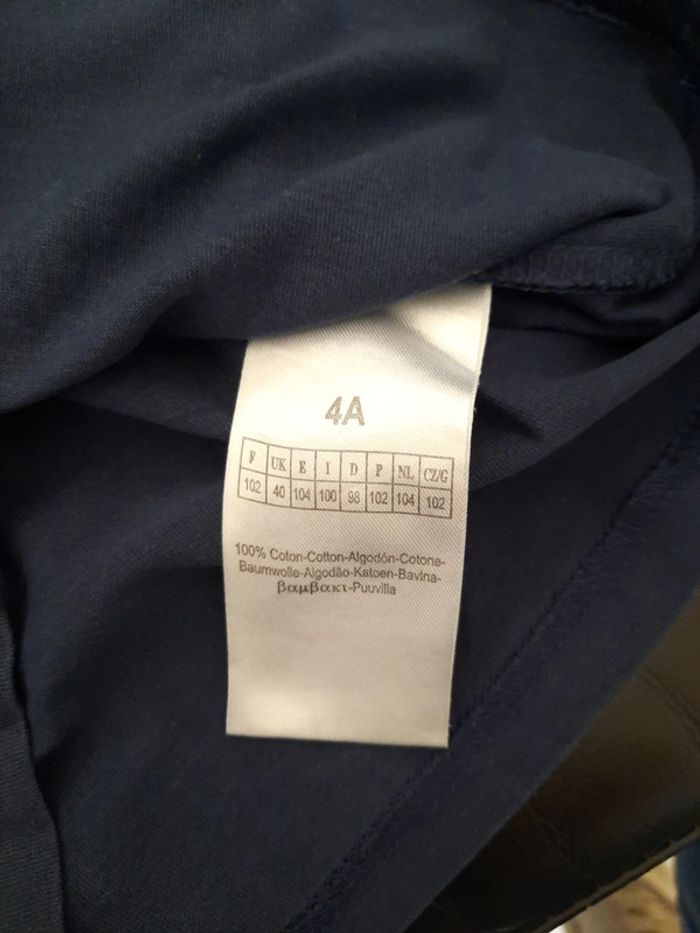 4A
F UK E I D P NL CZ/G
102 40 104 100 98 102 104 102
100% Coton-Cotton-Algodón-Cotone-
Baumwolle-Algodão-Katoen-Bavlna-
βαμβακι-Puuvilla